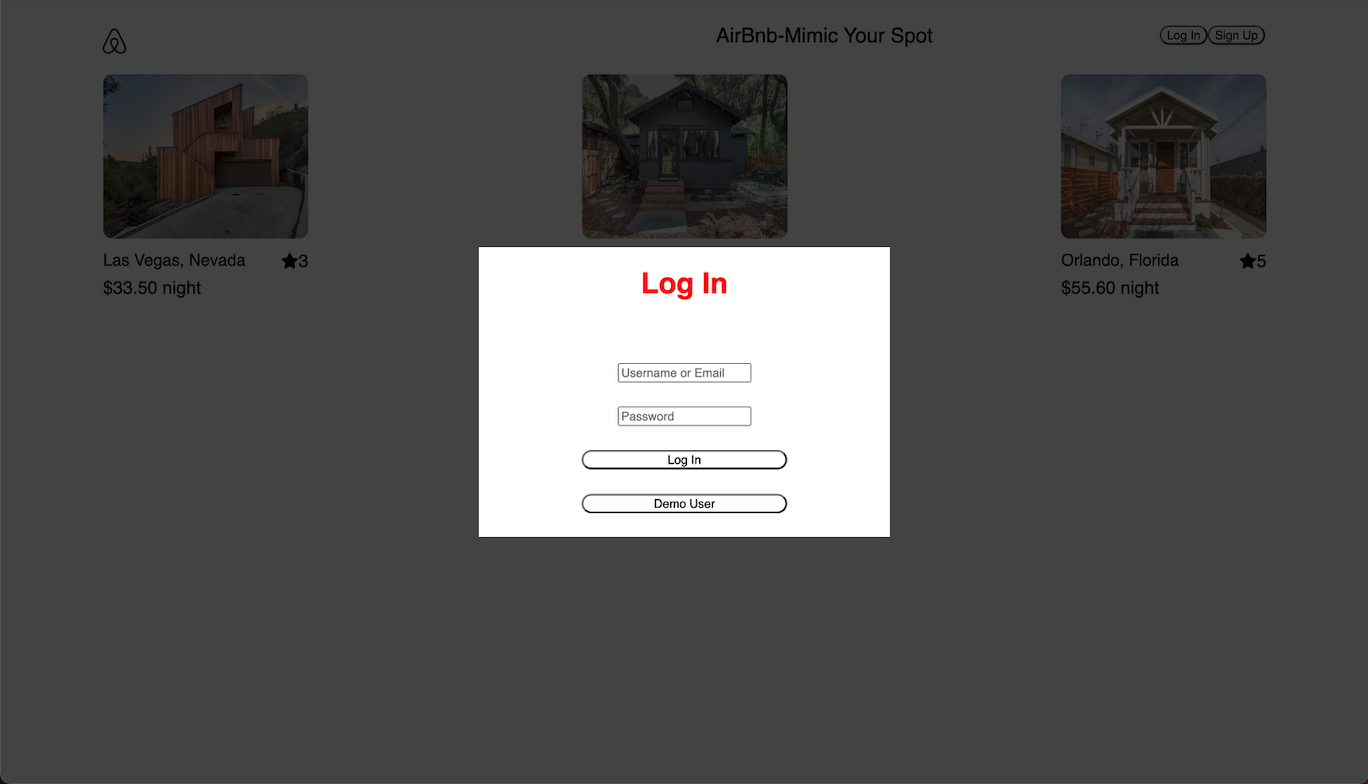 AirBnb-Mimic Your Spot
Log In
Sign Up
Las Vegas, Nevada
★3
$33.50 night
Orlando, Florida
★5
$55.60 night
Log In
Username or Email
Password
Log In
Demo User